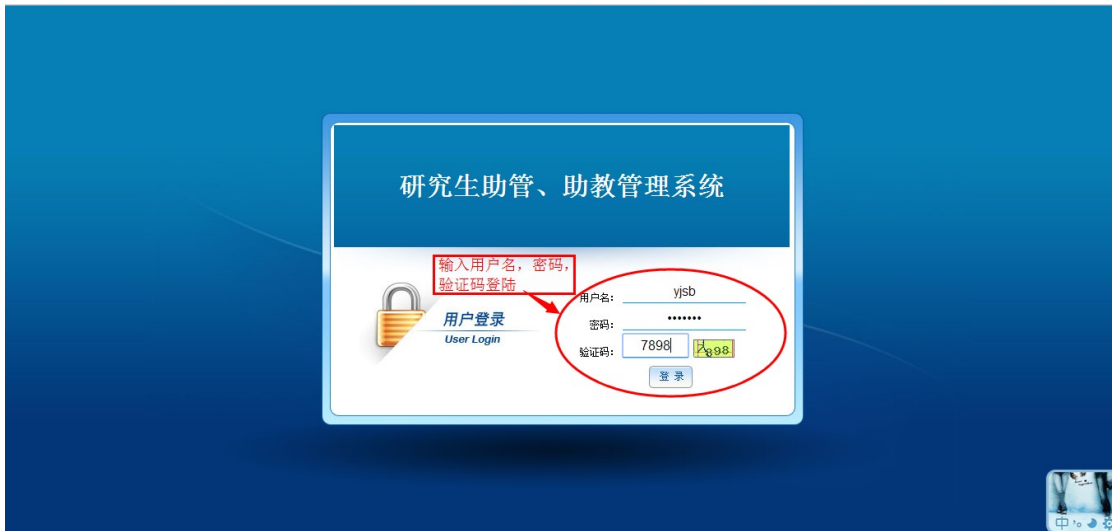 研究生助管、助教管理系统
输入用户名，密码，
验证码登陆
用户登录
User Login
用户名： yjsb
密码： •••••••
验证码： 7898 7898
登 录
中